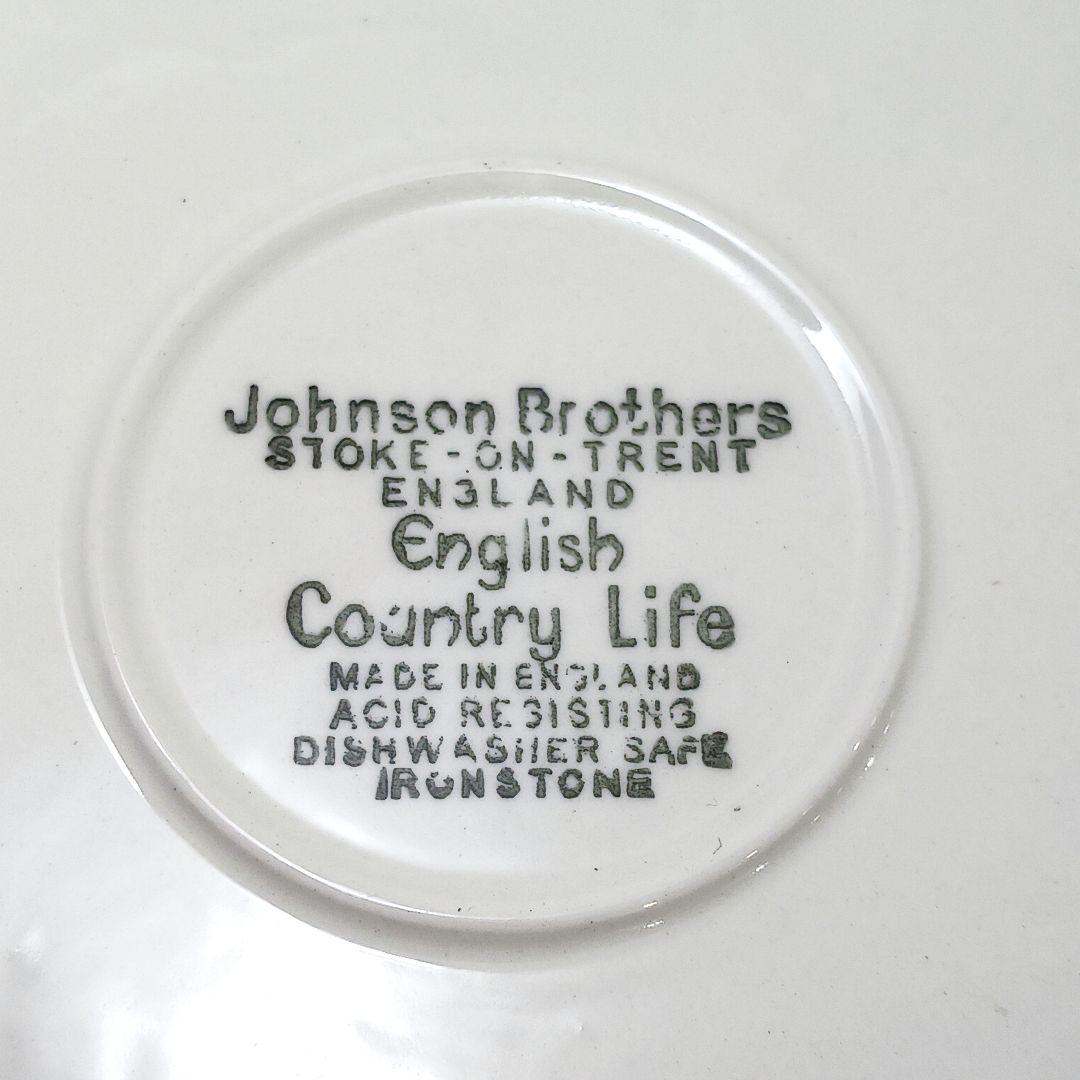 Johnson Brothers
STOKE-ON-TRENT
ENGLAND
English
Country Life
MADE IN ENGLAND
ACID RESISTING
DISHWASHER SAFE
IRONSTONE